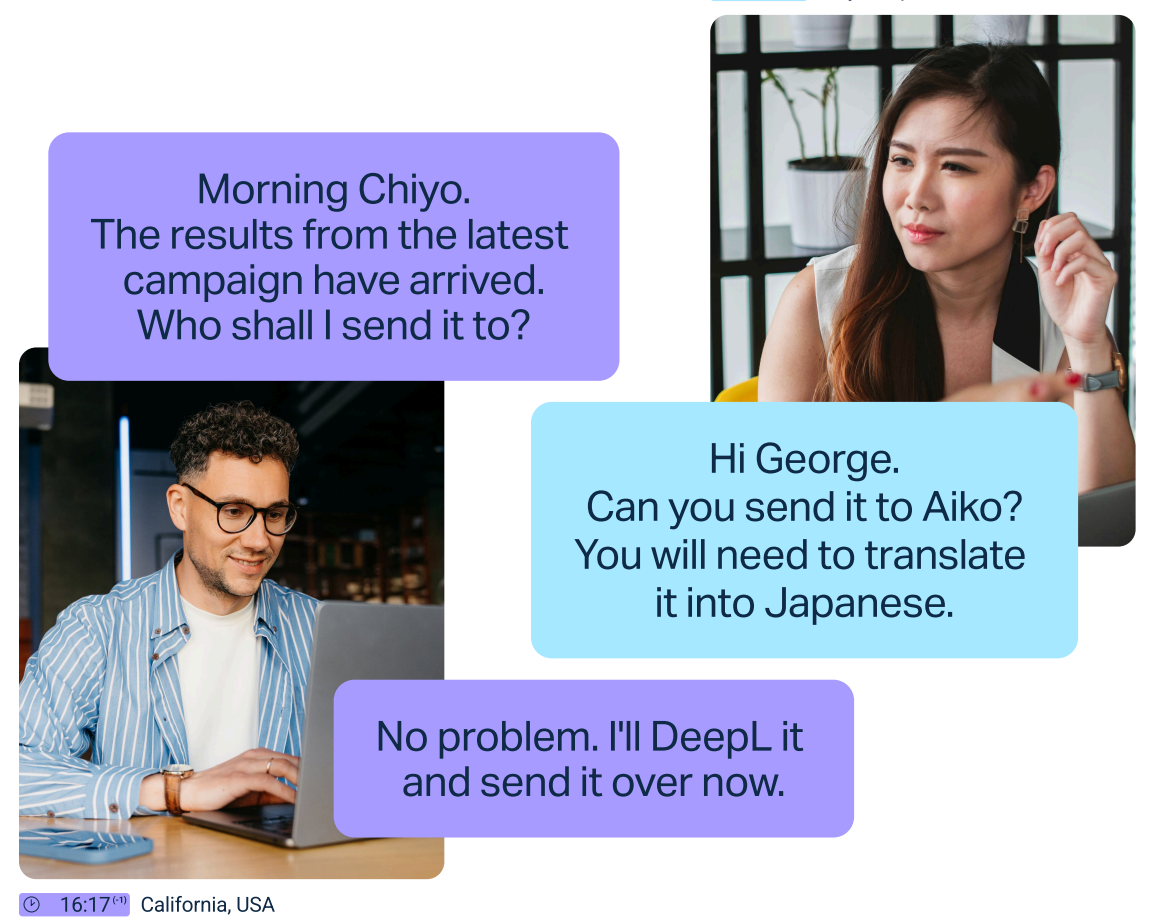 Morning Chiyo.
The results from the latest
campaign have arrived.
Who shall I send it to?
Hi George.
Can you send it to Aiko?
You will need to translate
it into Japanese.
No problem. I'll DeepL it
and send it over now.
16:17(-1) California, USA